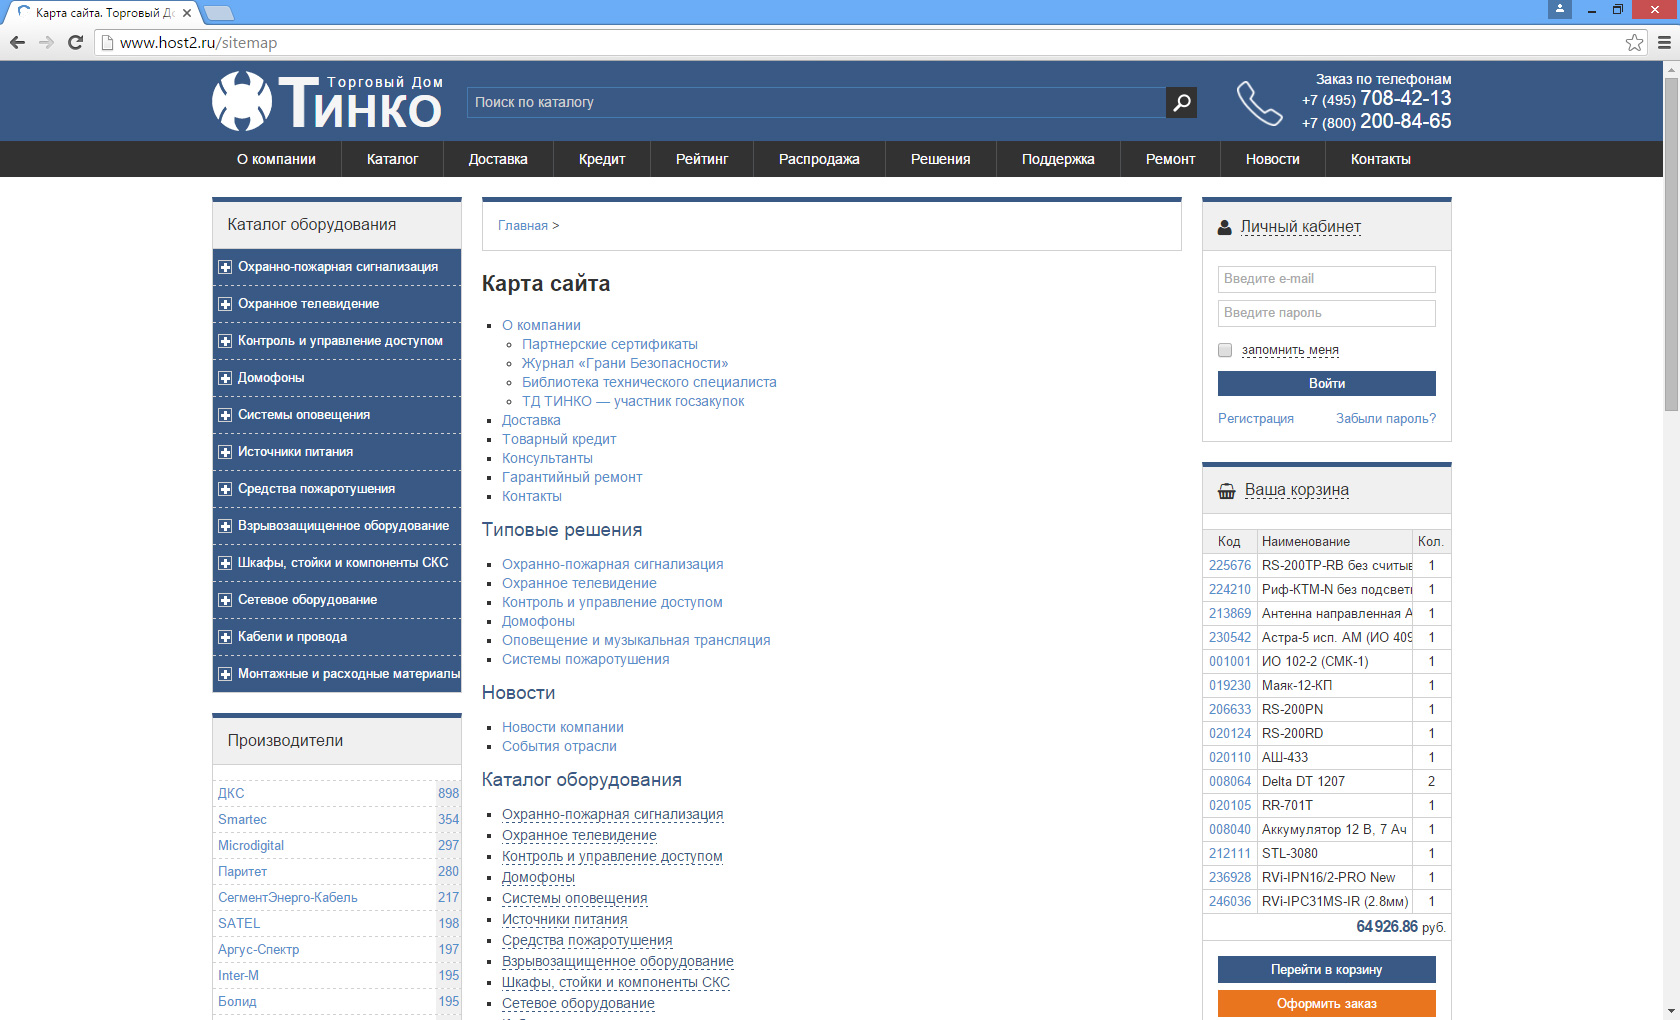 Карта сайта. Торговый Д
www.host2.ru/sitemap
Торговый Дом
Тинко
Поиск по каталогу
Заказ по телефонам
+7 (495) 708-42-13
+7 (800) 200-84-65
О компании Каталог Доставка Кредит Рейтинг Распродажа Решения Поддержка Ремонт Новости Контакты
Каталог оборудования
Охранно-пожарная сигнализация
Охранное телевидение
Контроль и управление доступом
Домофоны
Системы оповещения
Источники питания
Средства пожаротушения
Взрывозащищенное оборудование
Шкафы, стойки и компоненты СКС
Сетевое оборудование
Кабели и провода
Монтажные и расходные материалы
Производители
ДКС 898
Smartec 354
Microdigital 297
Паритет 280
СегментЭнерго-Кабель 217
SATEL 198
Аргус-Спектр 197
Inter-M 195
Болид 195
Главная >
Карта сайта
О компании
Партнерские сертификаты
Журнал «Грани Безопасности»
Библиотека технического специалиста
ТД ТИНКО — участник госзакупок
Доставка
Товарный кредит
Консультанты
Гарантийный ремонт
Контакты
Типовые решения
Охранно-пожарная сигнализация
Охранное телевидение
Контроль и управление доступом
Домофоны
Оповещение и музыкальная трансляция
Системы пожаротушения
Новости
Новости компании
События отрасли
Каталог оборудования
Охранно-пожарная сигнализация
Охранное телевидение
Контроль и управление доступом
Домофоны
Системы оповещения
Источники питания
Средства пожаротушения
Взрывозащищенное оборудование
Шкафы, стойки и компоненты СКС
Сетевое оборудование
Личный кабинет
Введите e-mail
Введите пароль
запомнить меня
Войти
Регистрация Забыли пароль?
Ваша корзина
Код Наименование Кол.
225676 RS-200TP-RB без считыв 1
224210 Риф-КТМ-N без подсветк 1
213869 Антенна направленная А 1
230542 Астра-5 исп. АМ (ИО 409 1
001001 ИО 102-2 (СМК-1) 1
019230 Маяк-12-КП 1
206633 RS-200PN 1
020124 RS-200RD 1
020110 АШ-433 1
008064 Delta DT 1207 2
020105 RR-701T 1
008040 Аккумулятор 12 В, 7 Ач 1
212111 STL-3080 1
236928 RVi-IPN16/2-PRO New 1
246036 RVi-IPC31MS-IR (2.8мм) 1
64 926.86 руб.
Перейти в корзину
Оформить заказ